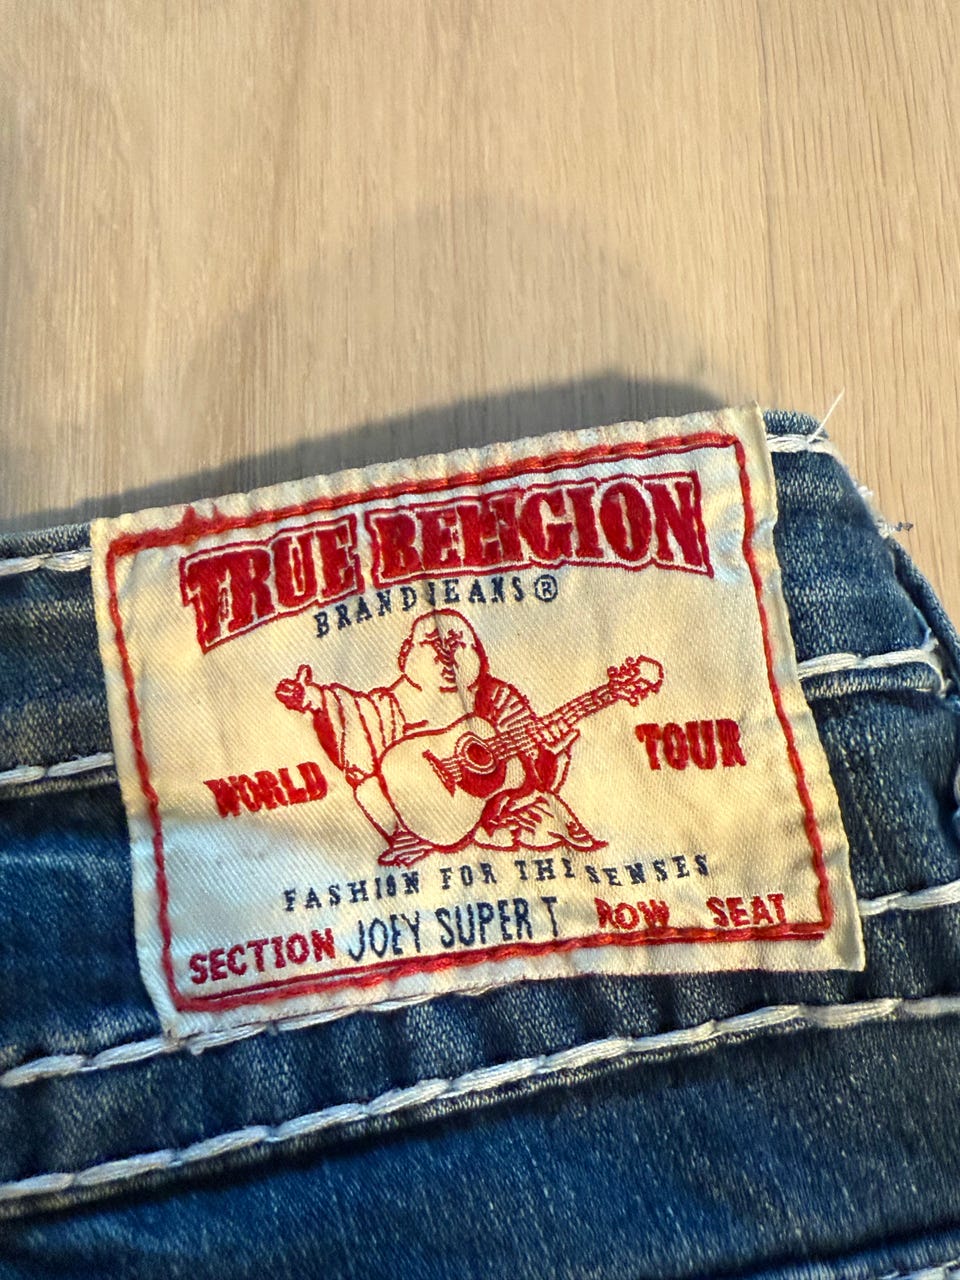 TRUE RELIGION
BRAND JEANS®
WORLD TOUR
FASHION FOR THE SENSES
SECTION JOEY SUPER T ROW SEAT